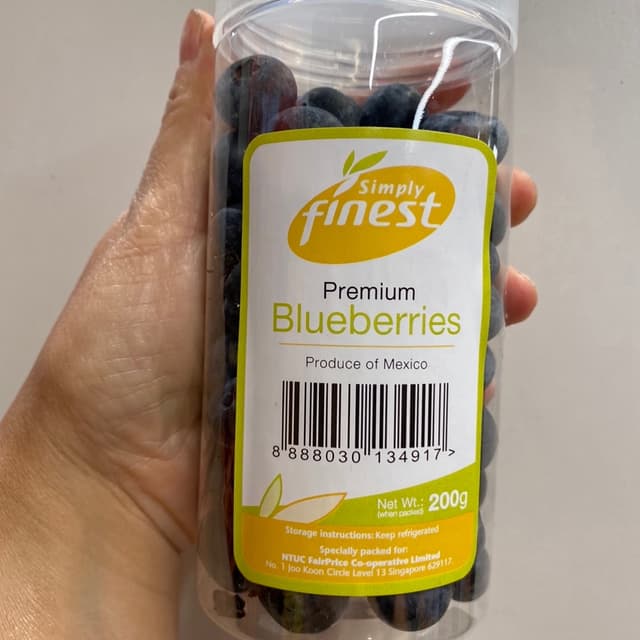 Simply
finest
Premium
Blueberries
Produce of Mexico
8 888030 134917 >
Net Wt.: 200g
(when packed)
Storage instructions: Keep refrigerated
Specially packed for:
NTUC FairPrice Co-operative Limited
No. 1 Joo Koon Circle Level 13 Singapore 629117.